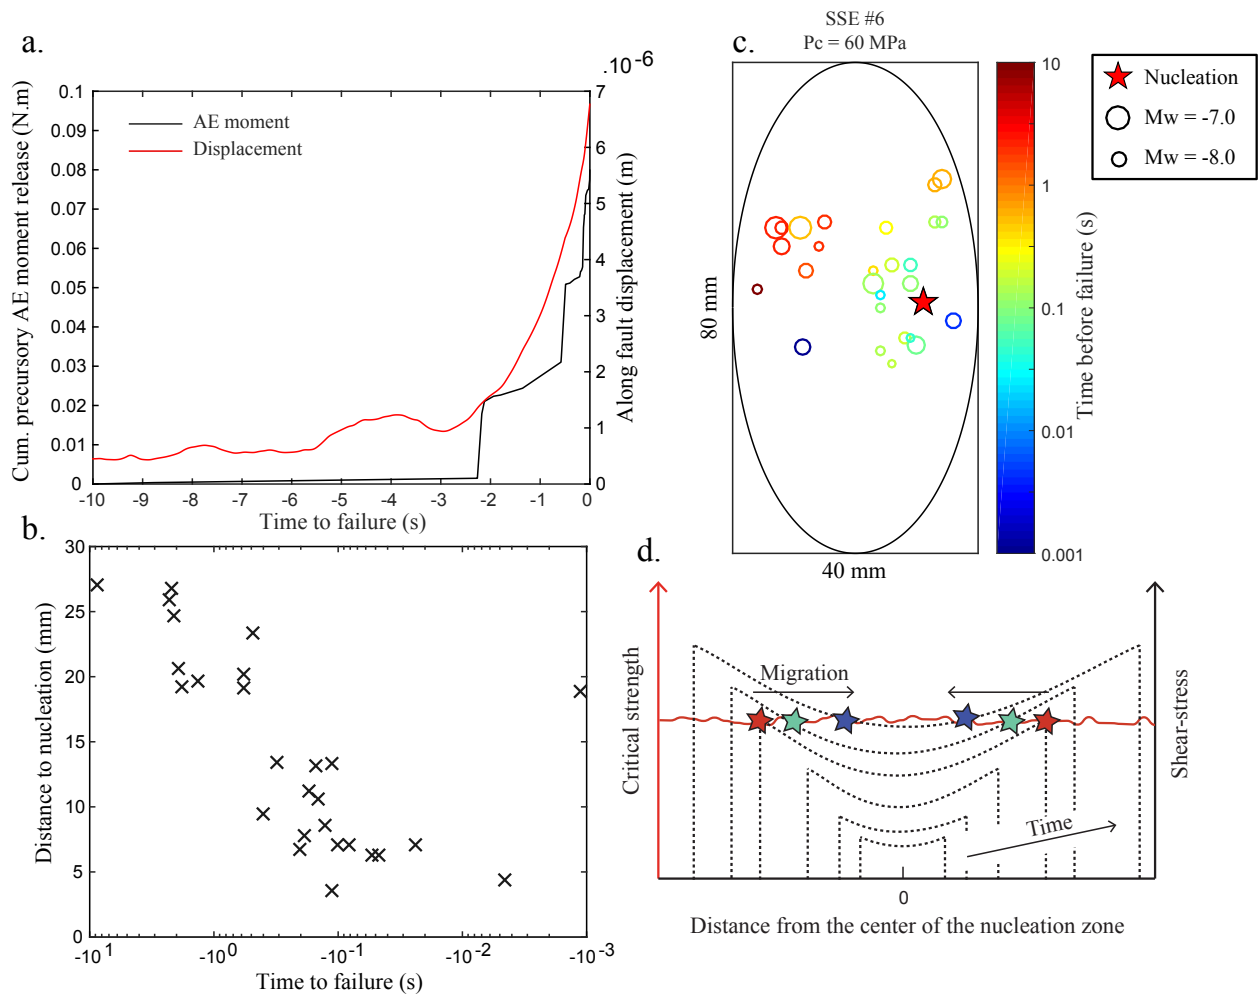 a.
.10^-6
Cum. precursory AE moment release (N.m)
0.1
0.09
0.08
0.07
0.06
0.05
0.04
0.03
0.02
0.01
0
AE moment
Displacement
7
6
5
4
3
2
1
0
Along fault displacement (m)
-10 -9 -8 -7 -6 -5 -4 -3 -2 -1 0
Time to failure (s)
b.
Distance to nucleation (mm)
30
25
20
15
10
5
0
-10^1 -10^0 -10^-1 -10^-2 -10^-3
Time to failure (s)
c.
SSE #6
Pc = 60 MPa
80 mm
40 mm
10
1
0.1
0.01
0.001
Time before failure (s)
Nucleation
Mw = -7.0
Mw = -8.0
d.
Critical strength
Migration
Time
Shear-stress
0
Distance from the center of the nucleation zone